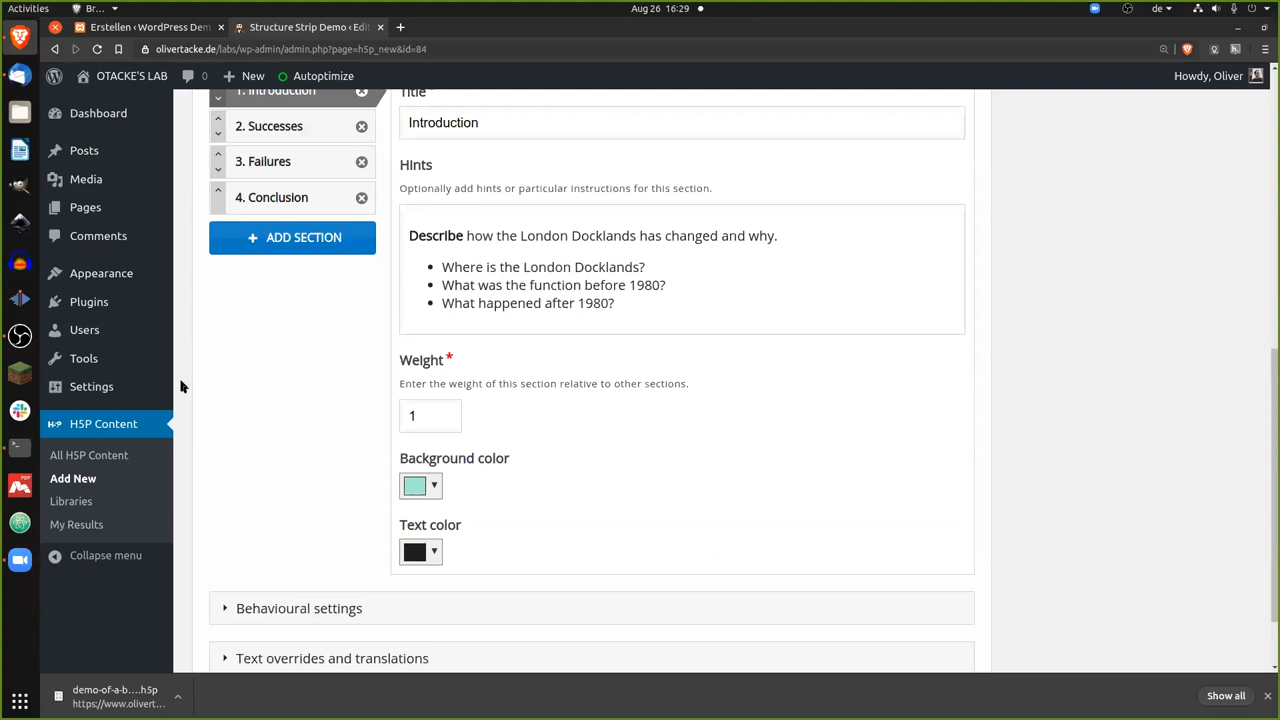 Activities
Br...
Aug 26 16:29
de
Erstellen ‹ WordPress Demo
Structure Strip Demo ‹ Edit
olivertacke.de/labs/wp-admin/admin.php?page=h5p_new&id=84
OTACKE'S LAB
0
New
Autoptimize
Howdy, Oliver
Dashboard
Posts
Media
Pages
Comments
Appearance
Plugins
Users
Tools
Settings
H5P Content
All H5P Content
Add New
Libraries
My Results
Collapse menu
1. Introduction
2. Successes
3. Failures
4. Conclusion
+ ADD SECTION
Title
Introduction
Hints
Optionally add hints or particular instructions for this section.
Describe how the London Docklands has changed and why.
• Where is the London Docklands?
• What was the function before 1980?
• What happened after 1980?
Weight *
Enter the weight of this section relative to other sections.
1
Background color
Text color
Behavioural settings
Text overrides and translations
demo-of-a-b....h5p
https://www.olivert...
Show all